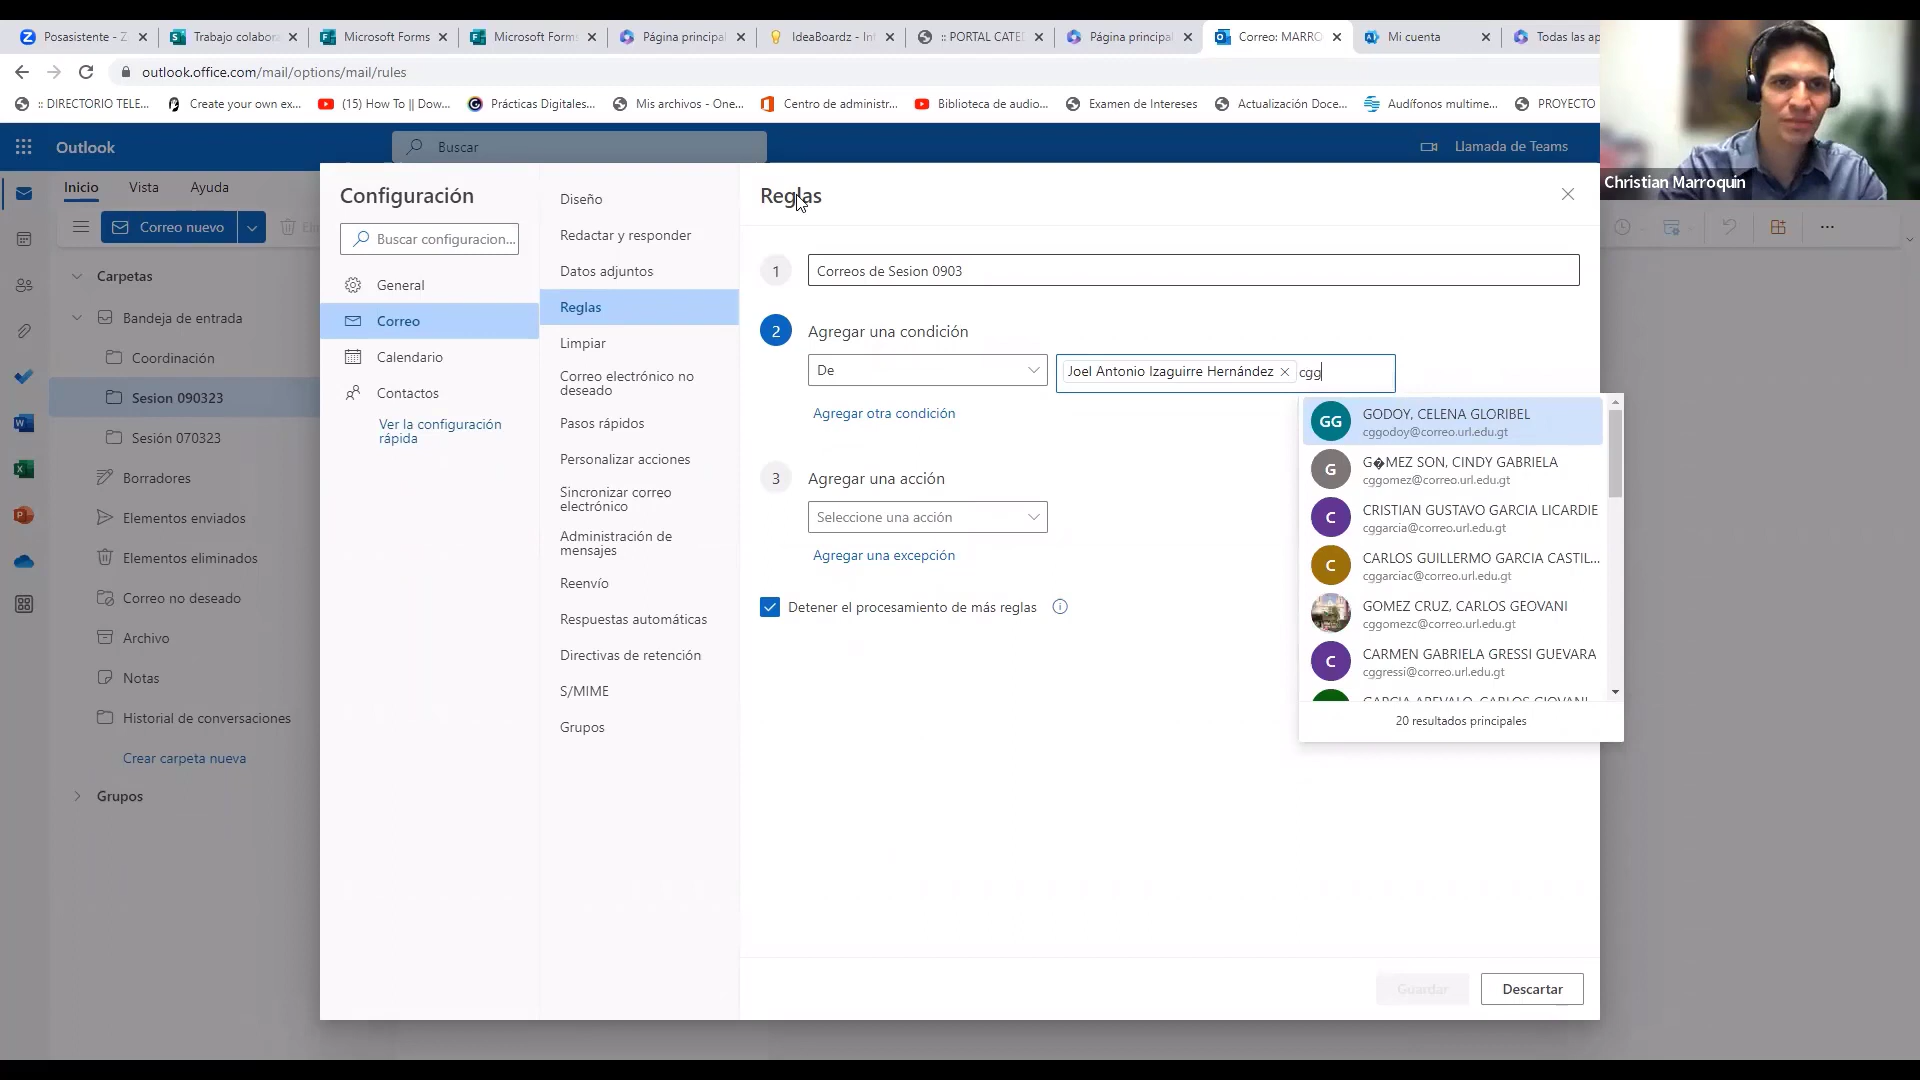 Posasistente - Z
Trabajo colabora
Microsoft Forms
Microsoft Forms
Página principal
IdeaBoardz - In
:: PORTAL CATE
Página principal
Correo: MARRO
Mi cuenta
Todas las ap
outlook.office.com/mail/options/mail/rules
:: DIRECTORIO TELE...
Create your own ex...
(15) How To || Dow...
Prácticas Digitales...
Mis archivos - One...
Centro de administr...
Biblioteca de audio...
Examen de Intereses
Actualización Doce...
Audífonos multime...
PROYECTO
Christian Marroquin
Outlook
Buscar
Llamada de Teams
Inicio
Vista
Ayuda
Correo nuevo
Carpetas
Bandeja de entrada
Coordinación
Sesion 090323
Sesión 070323
Borradores
Elementos enviados
Elementos eliminados
Correo no deseado
Archivo
Notas
Historial de conversaciones
Crear carpeta nueva
Grupos
Configuración
Buscar configuracion...
General
Correo
Calendario
Contactos
Ver la configuración
rápida
Diseño
Redactar y responder
Datos adjuntos
Reglas
Limpiar
Correo electrónico no
deseado
Pasos rápidos
Personalizar acciones
Sincronizar correo
electrónico
Administración de
mensajes
Reenvío
Respuestas automáticas
Directivas de retención
S/MIME
Grupos
Reglas
1
Correos de Sesion 0903
2
Agregar una condición
De
Joel Antonio Izaguirre Hernández
cgg
Agregar otra condición
3
Agregar una acción
Seleccione una acción
Agregar una excepción
Detener el procesamiento de más reglas
GG
GODOY, CELENA GLORIBEL
cggodoy@correo.url.edu.gt
G
G�MEZ SON, CINDY GABRIELA
cggomez@correo.url.edu.gt
C
CRISTIAN GUSTAVO GARCIA LICARDIE
cggarcia@correo.url.edu.gt
C
CARLOS GUILLERMO GARCIA CASTIL...
cggarciac@correo.url.edu.gt
GOMEZ CRUZ, CARLOS GEOVANI
cggomezc@correo.url.edu.gt
C
CARMEN GABRIELA GRESSI GUEVARA
cggressi@correo.url.edu.gt
GARCIA AREVALO, CARLOS GIOVANI
20 resultados principales
Guardar
Descartar